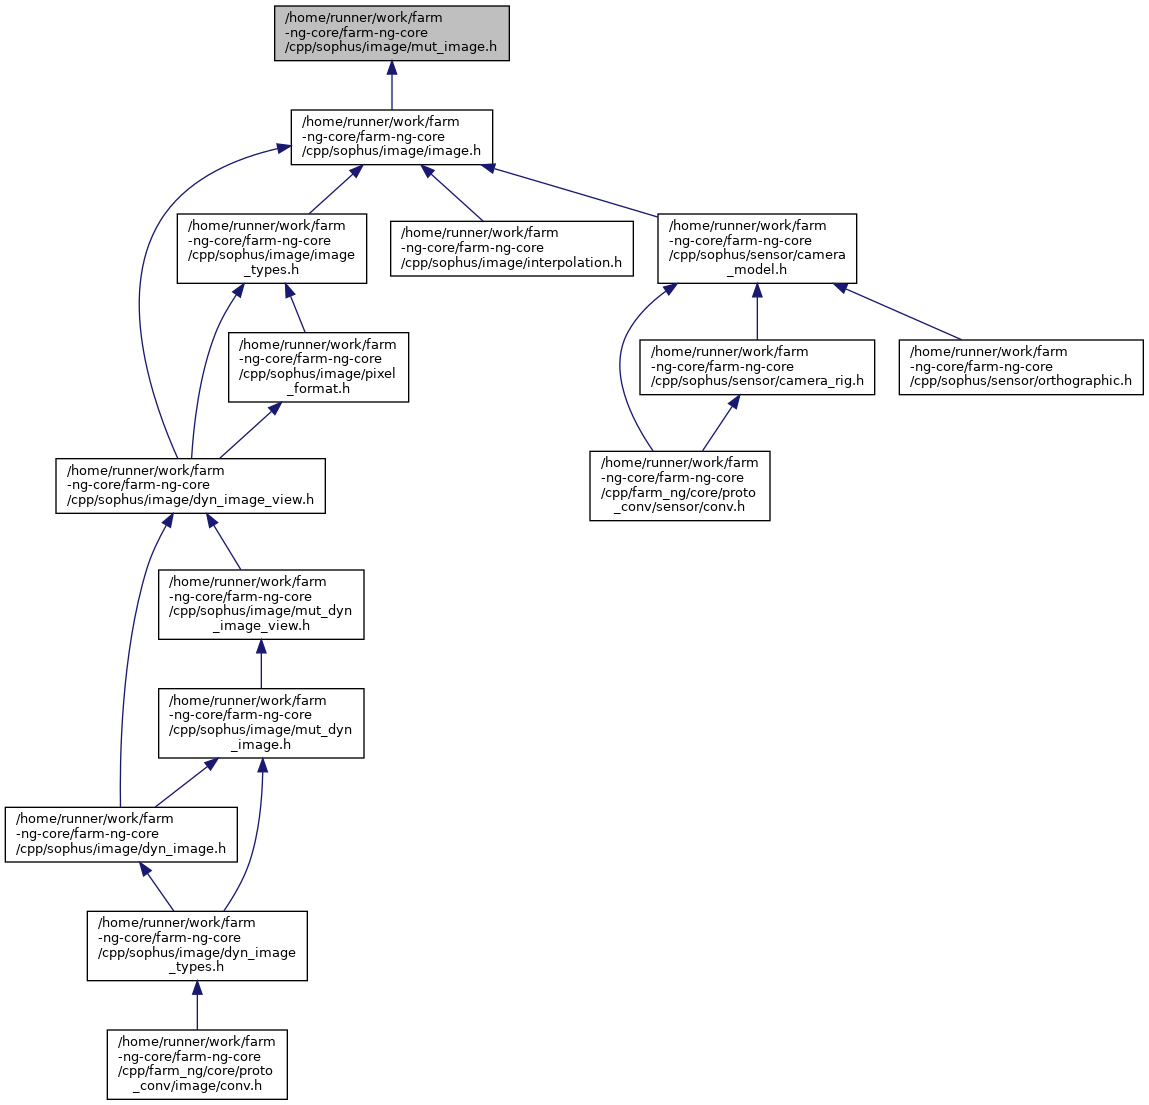 /home/runner/work/farm
-ng-core/farm-ng-core
/cpp/sophus/image/mut_image.h
/home/runner/work/farm
-ng-core/farm-ng-core
/cpp/sophus/image/image.h
/home/runner/work/farm
-ng-core/farm-ng-core
/cpp/sophus/image/image
_types.h
/home/runner/work/farm
-ng-core/farm-ng-core
/cpp/sophus/image/interpolation.h
/home/runner/work/farm
-ng-core/farm-ng-core
/cpp/sophus/sensor/camera
_model.h
/home/runner/work/farm
-ng-core/farm-ng-core
/cpp/sophus/image/pixel
_format.h
/home/runner/work/farm
-ng-core/farm-ng-core
/cpp/sophus/sensor/camera_rig.h
/home/runner/work/farm
-ng-core/farm-ng-core
/cpp/sophus/sensor/orthographic.h
/home/runner/work/farm
-ng-core/farm-ng-core
/cpp/sophus/image/dyn_image_view.h
/home/runner/work/farm
-ng-core/farm-ng-core
/cpp/farm_ng/core/proto
_conv/sensor/conv.h
/home/runner/work/farm
-ng-core/farm-ng-core
/cpp/sophus/image/mut_dyn
_image_view.h
/home/runner/work/farm
-ng-core/farm-ng-core
/cpp/sophus/image/mut_dyn
_image.h
/home/runner/work/farm
-ng-core/farm-ng-core
/cpp/sophus/image/dyn_image.h
/home/runner/work/farm
-ng-core/farm-ng-core
/cpp/sophus/image/dyn_image
_types.h
/home/runner/work/farm
-ng-core/farm-ng-core
/cpp/farm_ng/core/proto
_conv/image/conv.h